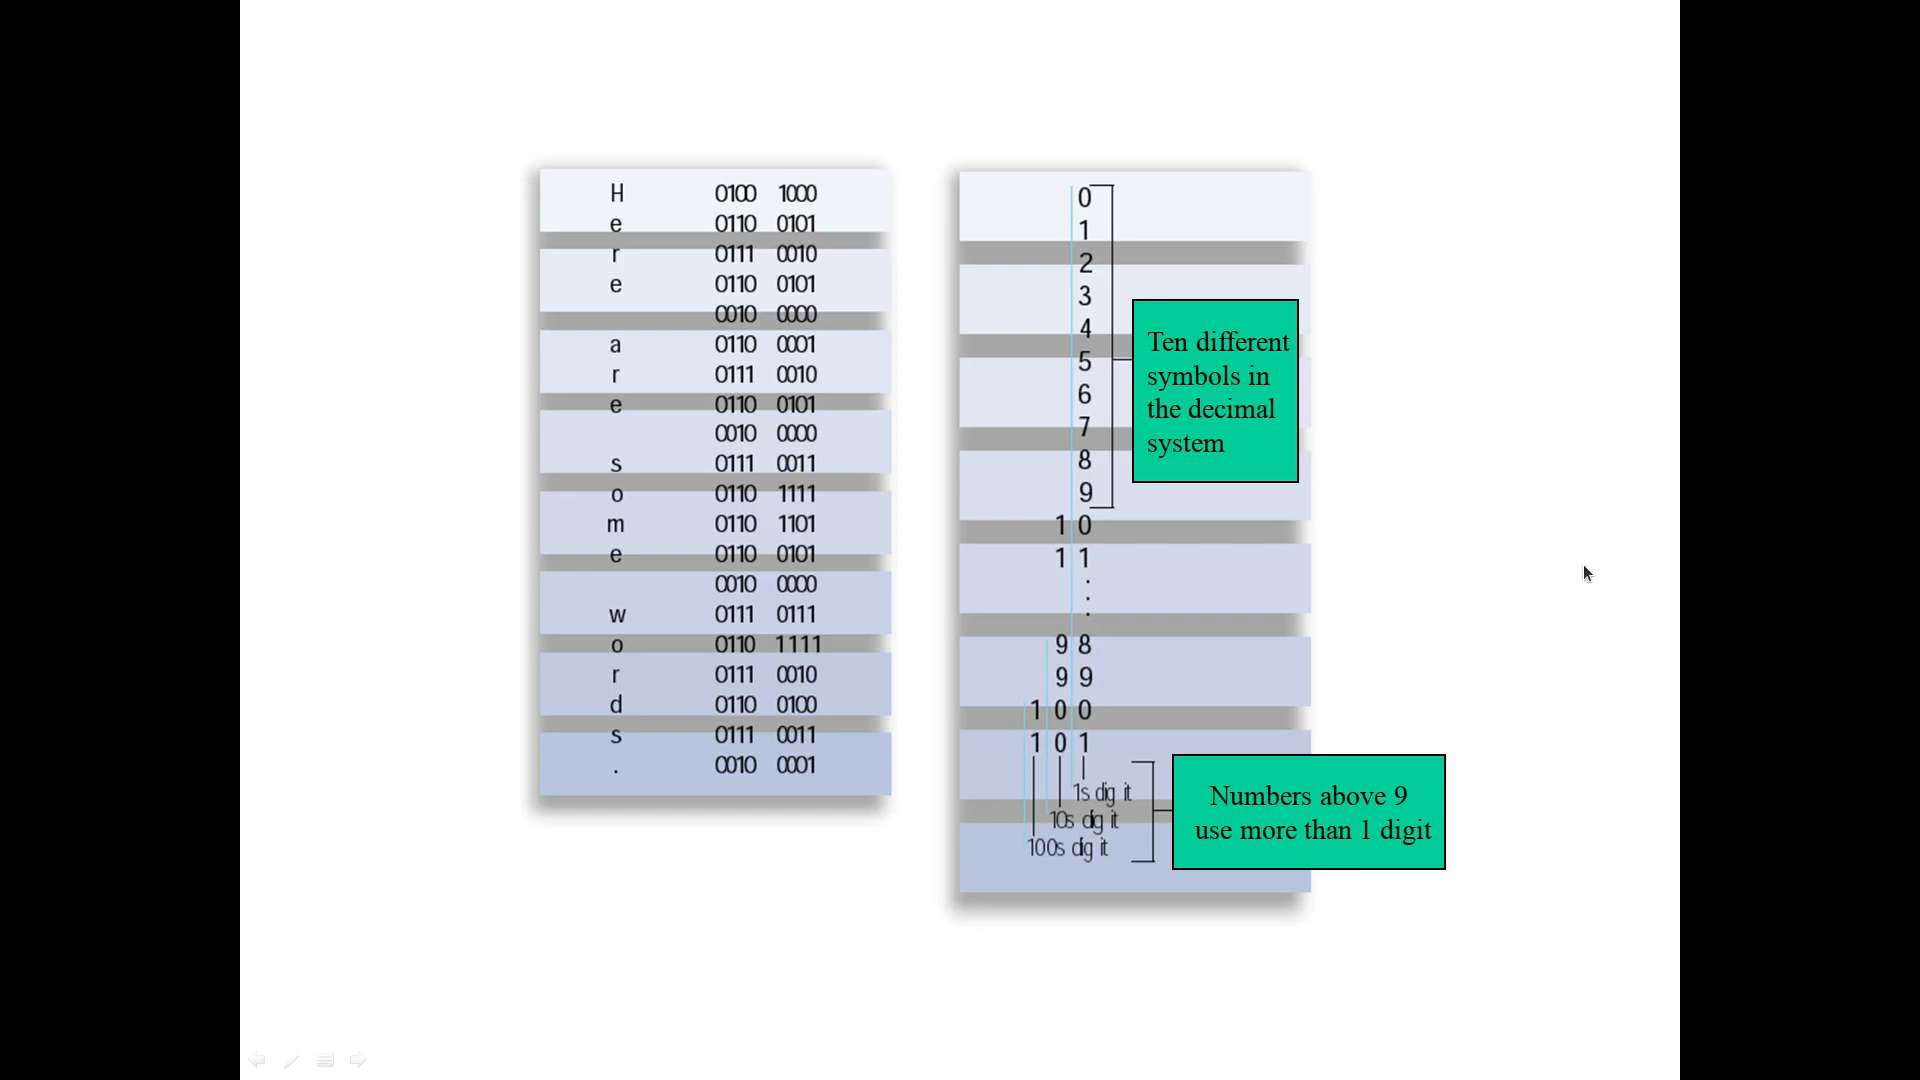 H 0100 1000
e 0110 0101
r 0111 0010
e 0110 0101
0010 0000
a 0110 0001
r 0111 0010
e 0110 0101
0010 0000
s 0111 0011
o 0110 1111
m 0110 1101
e 0110 0101
0010 0000
w 0111 0111
o 0110 1111
r 0111 0010
d 0110 0100
s 0111 0011
. 0010 0001
0
1
2
3
4
5
6
7
8
9
10
11
.
.
.
98
99
100
101
1s digit
10s digit
100s digit
Ten different
symbols in
the decimal
system
Numbers above 9
use more than 1 digit